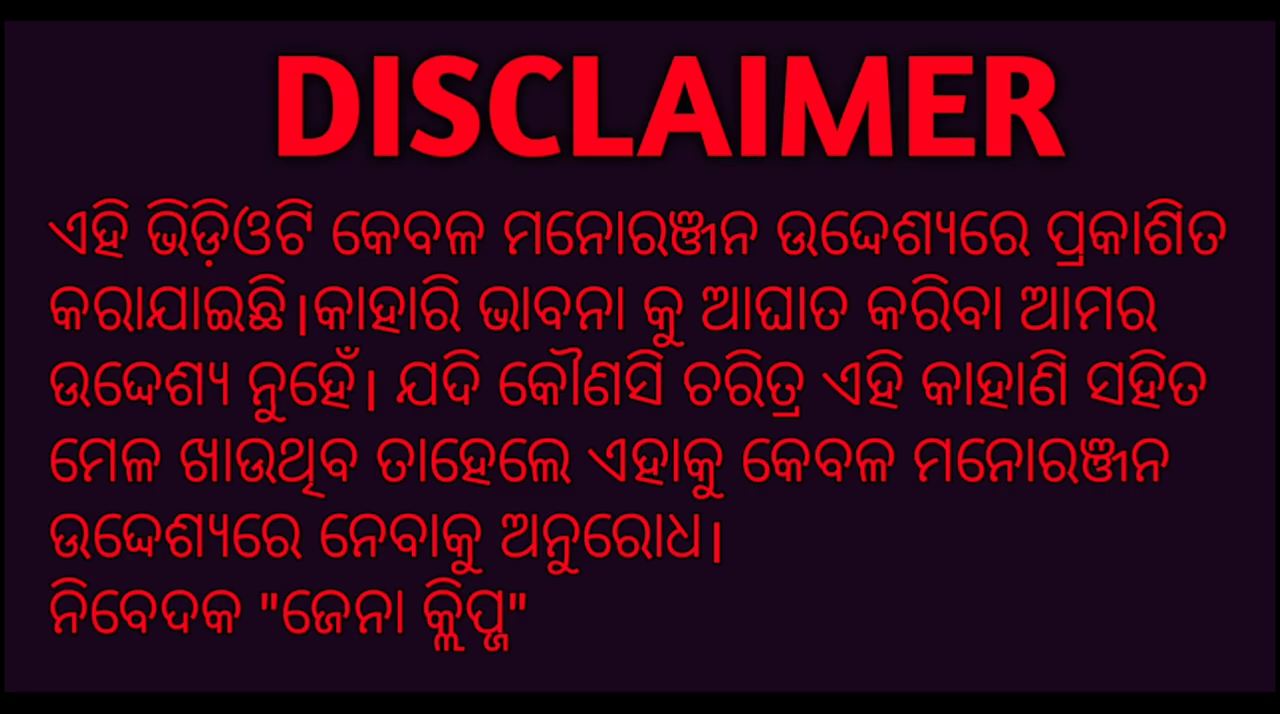 DISCLAIMER
ଏହି ଭିଡ଼ିଓଟି କେବଳ ମନୋରଞ୍ଜନ ଉଦ୍ଦେଶ୍ୟରେ ପ୍ରକାଶିତ
କରାଯାଇଛି।କାହାରି ଭାବନା କୁ ଆଘାତ କରିବା ଆମର
ଉଦ୍ଦେଶ୍ୟ ନୁହେଁ। ଯଦି କୌଣସି ଚରିତ୍ର ଏହି କାହାଣି ସହିତ
ମେଳ ଖାଉଥିବ ତାହେଲେ ଏହାକୁ କେବଳ ମନୋରଞ୍ଜନ
ଉଦ୍ଦେଶ୍ୟରେ ନେବାକୁ ଅନୁରୋଧ।
ନିବେଦକ "ଜେନା କ୍ଲିପ୍ଜ"